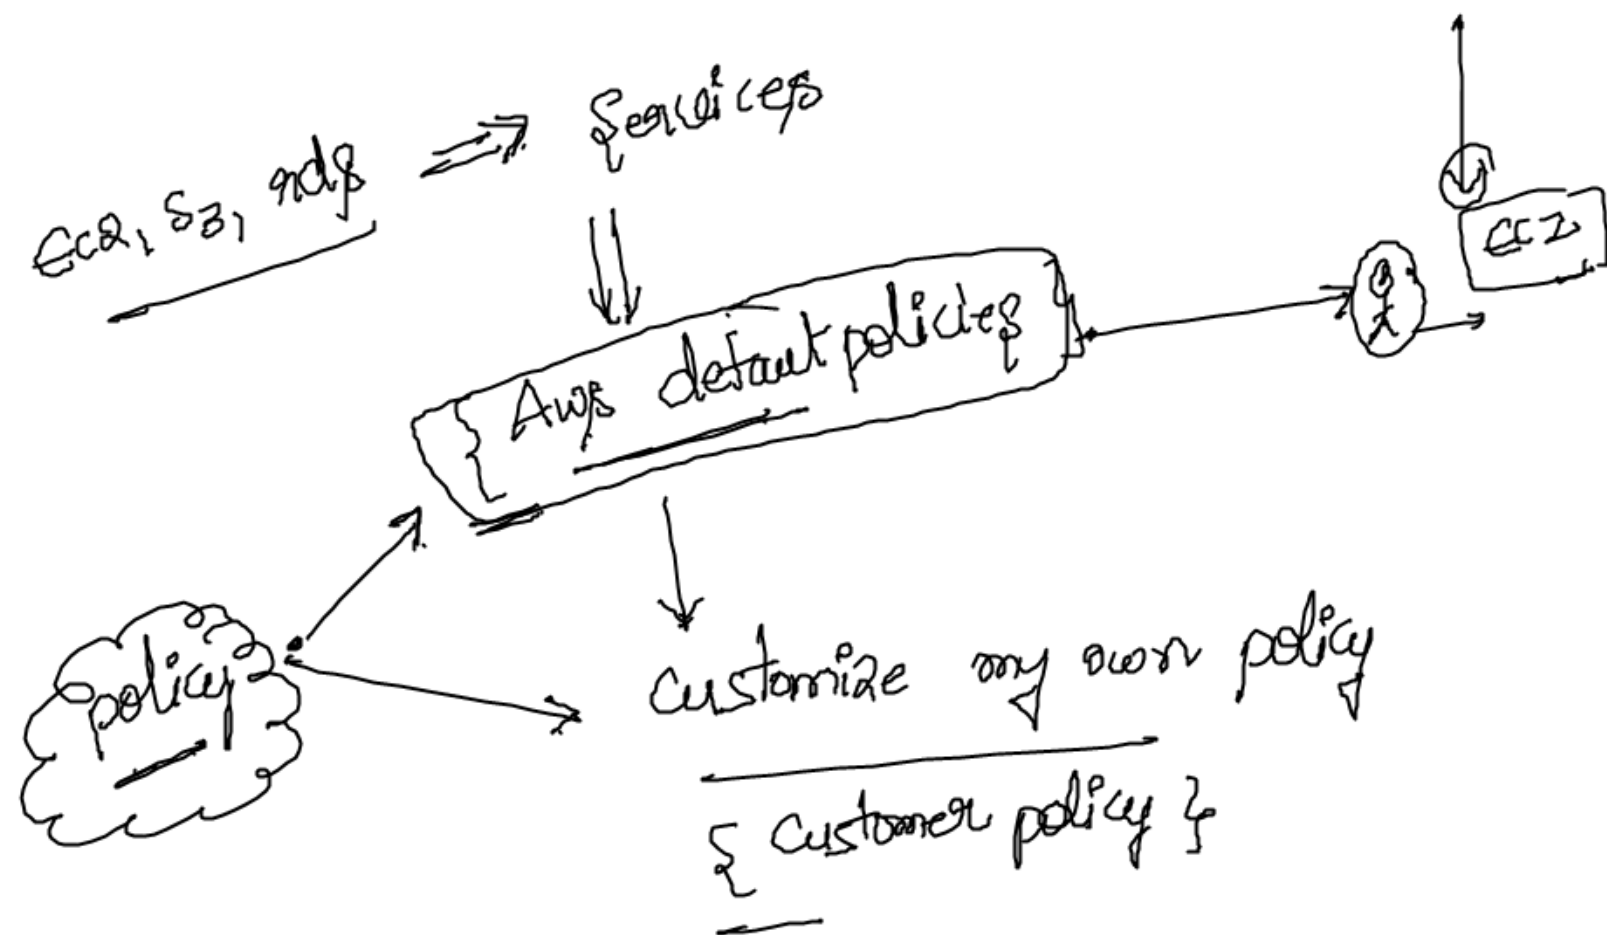 Services
Ec2, S3, rds
EC2
Aws default policies
policy
Customize my own policy
{ Customer policy }